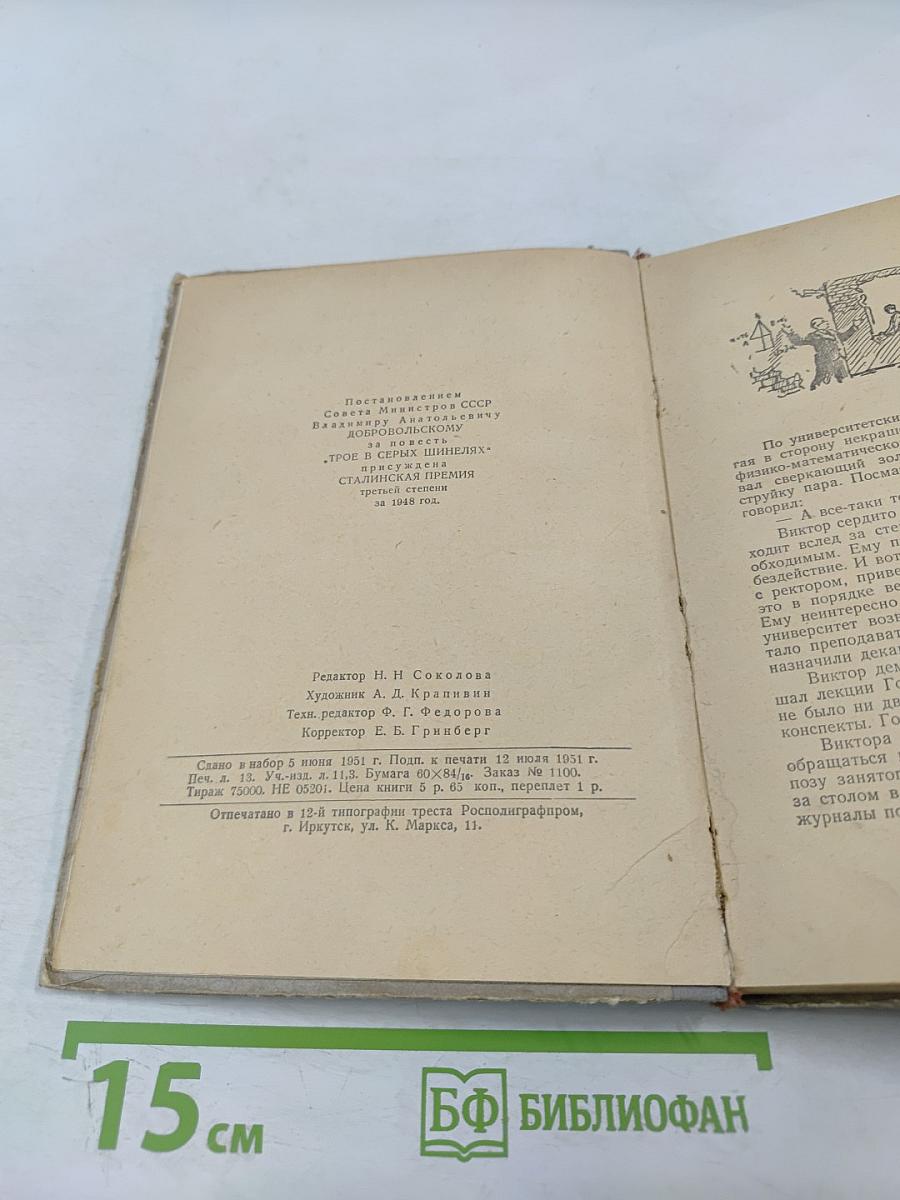 Постановлением
Совета Министров СССР
Владимиру Анатольевичу
ДОБРОВОЛЬСКОМУ
за повесть
„ТРОЕ В СЕРЫХ ШИНЕЛЯХ“
присуждена
СТАЛИНСКАЯ ПРЕМИЯ
третьей степени
за 1948 год.
Редактор Н. Н Соколова
Художник А. Д. Крапивин
Техн. редактор Ф. Г. Федорова
Корректор Е. Б. Гринберг
Сдано в набор 5 июня 1951 г. Подп. к печати 12 июля 1951 г.
Печ. л. 13. Уч.-изд. л. 11,3. Бумага 60×84/16. Заказ № 1100.
Тираж 75000. НЕ 05201. Цена книги 5 р. 65 коп., переплет 1 р.
Отпечатано в 12-й типографии треста Росполиграфпром,
г. Иркутск, ул. К. Маркса, 11.
По университетски
гая в сторону некраш
физико-математическо
вал сверкающий зол
струйку пара. Посма
говорил:
— А все-таки т
Виктор сердито
ходит вслед за сте
обходимым. Ему п
бездействие. И вот
с ректором, приве
это в порядке ве
Ему неинтересно
университет возв
тало преподават
назначили дека
Виктор дем
шал лекции Го
не было ни дв
конспекты. Го
Виктора
обращаться
позу занятог
за столом в
журналы по
15 см
БФ БИБЛИОФАН